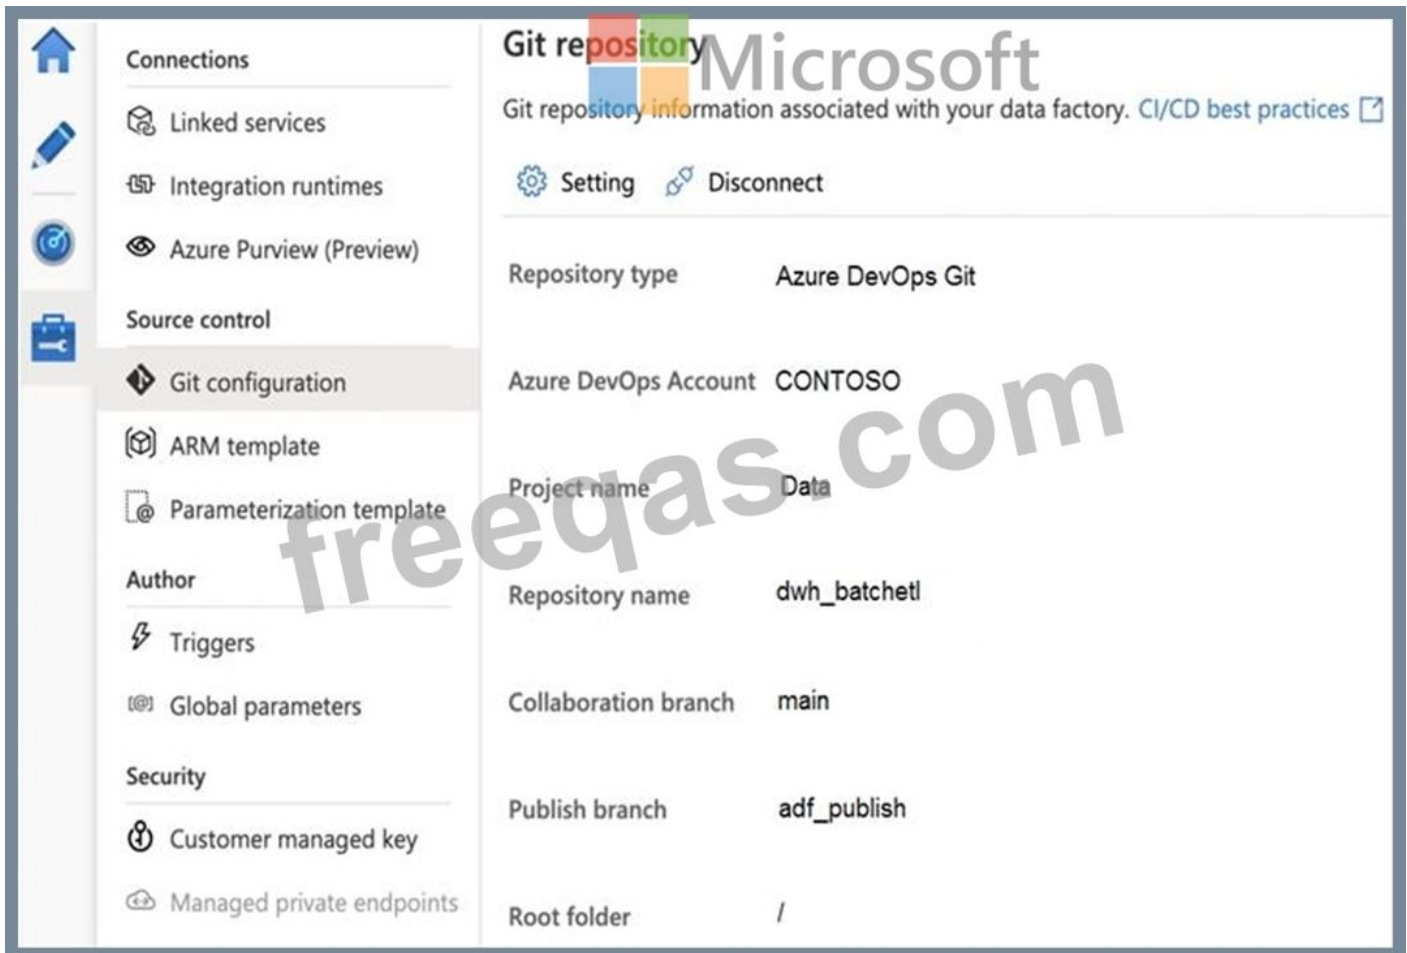 Connections
Linked services
Integration runtimes
Azure Purview (Preview)
Source control
Git configuration
ARM template
Parameterization template
Author
Triggers
Global parameters
Security
Customer managed key
Managed private endpoints
Git repository
Microsoft
Git repository information associated with your data factory. CI/CD best practices
Setting Disconnect
Repository type Azure DevOps Git
Azure DevOps Account CONTOSO
Project name Data
Repository name dwh_batchetl
Collaboration branch main
Publish branch adf_publish
Root folder /
freeqas.com